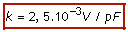 k = 2, 5.10⁻³V / pF